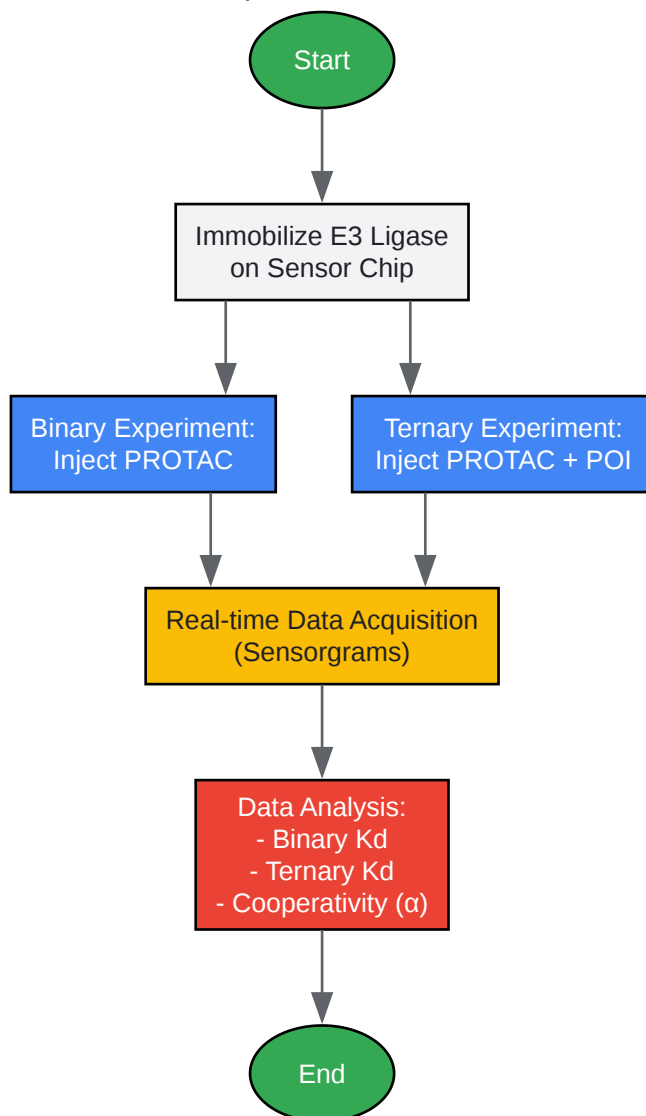 Start
Immobilize E3 Ligase
on Sensor Chip
Binary Experiment:
Inject PROTAC
Ternary Experiment:
Inject PROTAC + POI
Real-time Data Acquisition
(Sensorgrams)
Data Analysis:
- Binary Kd
- Ternary Kd
- Cooperativity (α)
End